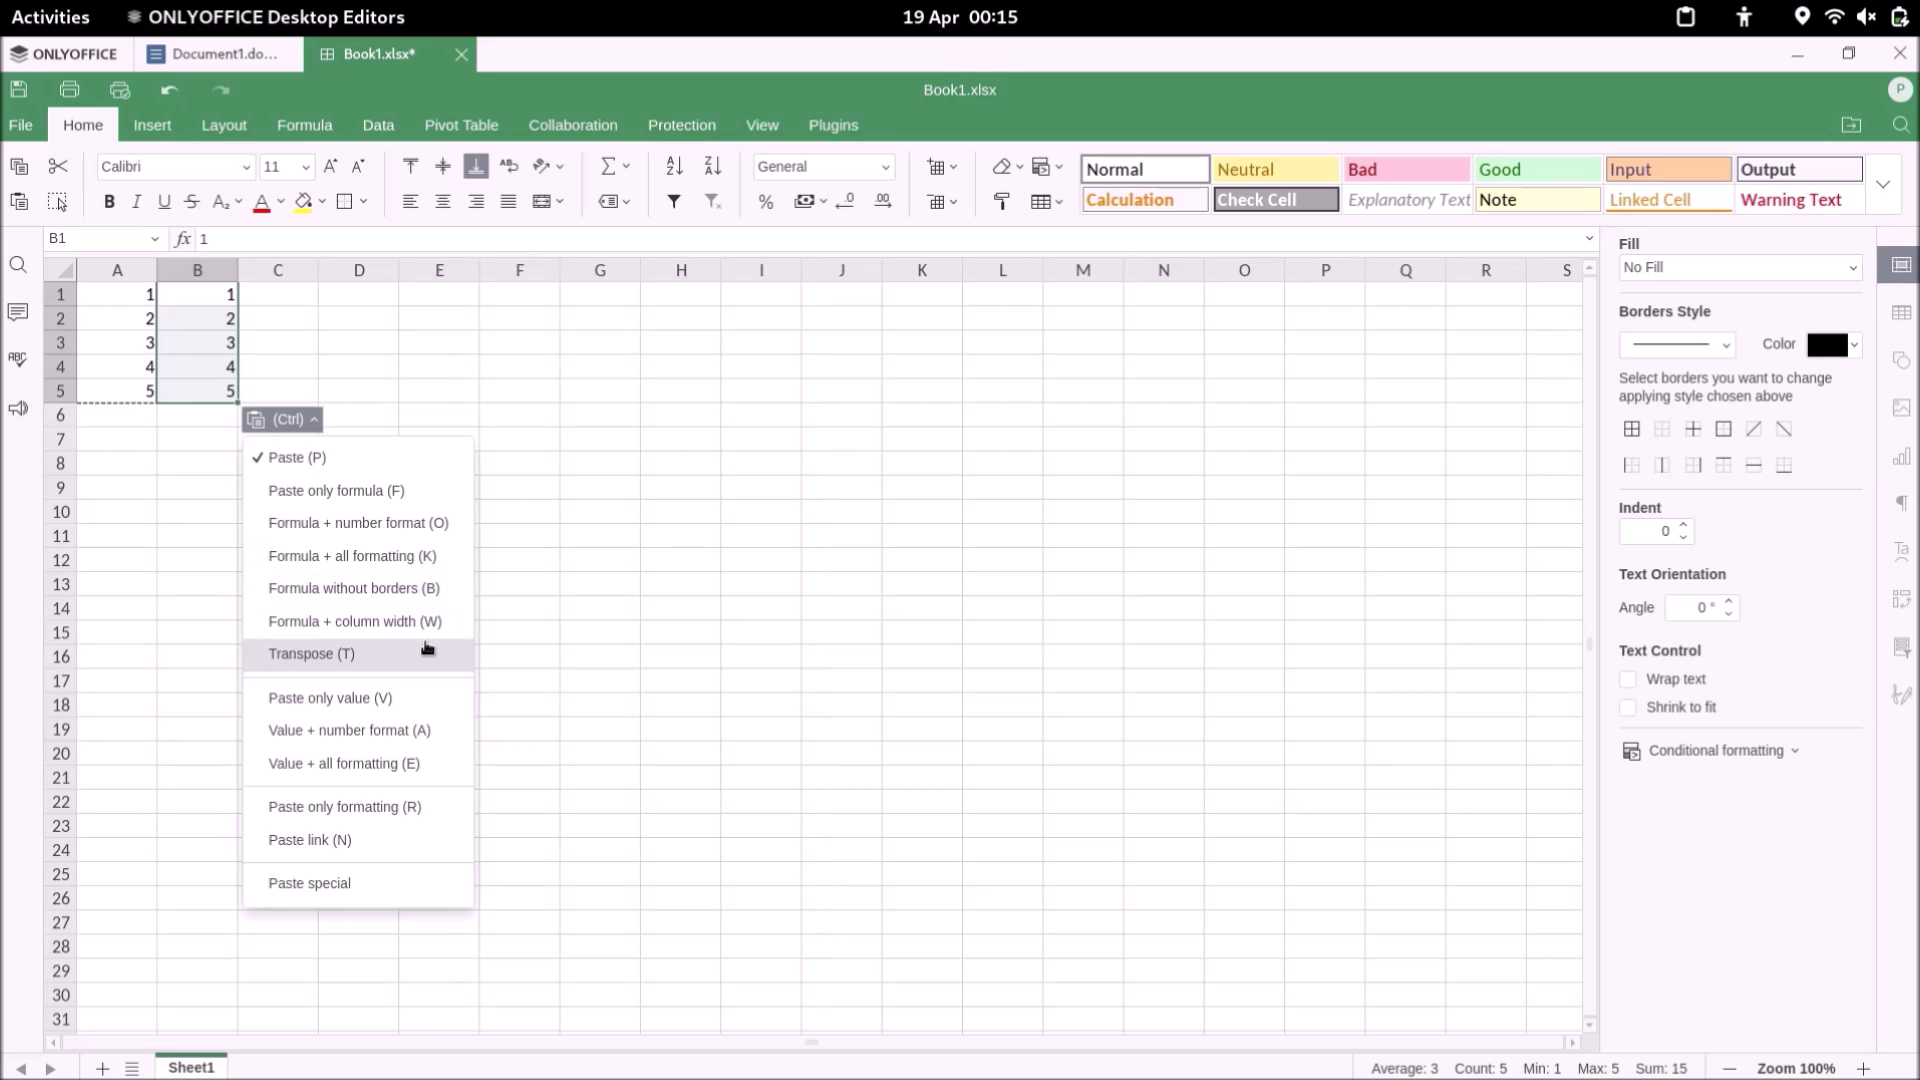 Activities ONLYOFFICE Desktop Editors 19 Apr 00:15
ONLYOFFICE Document1.do... Book1.xlsx*
Book1.xlsx P
File Home Insert Layout Formula Data Pivot Table Collaboration Protection View Plugins
Calibri 11 General
Normal Neutral Bad Good Input Output
Calculation Check Cell Explanatory Text Note Linked Cell Warning Text
B1 fx 1
A B C D E F G H I J K L M N O P Q R S
1 1 1
2 2 2
3 3 3
4 4 4
5 5 5
6 (Ctrl)
7
8 Paste (P)
9 Paste only formula (F)
10
11 Formula + number format (O)
12 Formula + all formatting (K)
13 Formula without borders (B)
14
15 Formula + column width (W)
16 Transpose (T)
17
18 Paste only value (V)
19 Value + number format (A)
20 Value + all formatting (E)
21
22 Paste only formatting (R)
23
24 Paste link (N)
25 Paste special
26
27
28
29
30
31
Fill
No Fill
Borders Style
Color
Select borders you want to change
applying style chosen above
Indent
0
Text Orientation
Angle 0 °
Text Control
Wrap text
Shrink to fit
Conditional formatting
Sheet1 Average: 3 Count: 5 Min: 1 Max: 5 Sum: 15 Zoom 100%